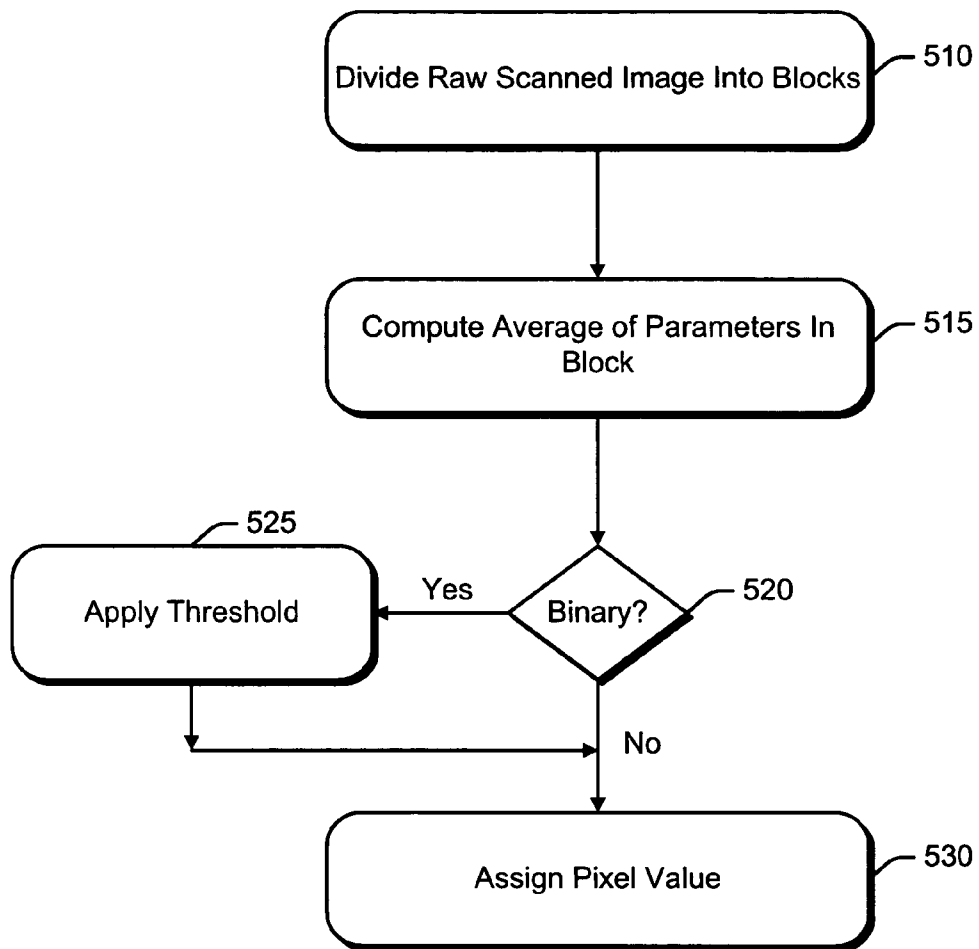 Divide Raw Scanned Image Into Blocks
510
Compute Average of Parameters In
Block
515
525
Apply Threshold
Yes
Binary?
520
No
Assign Pixel Value
530